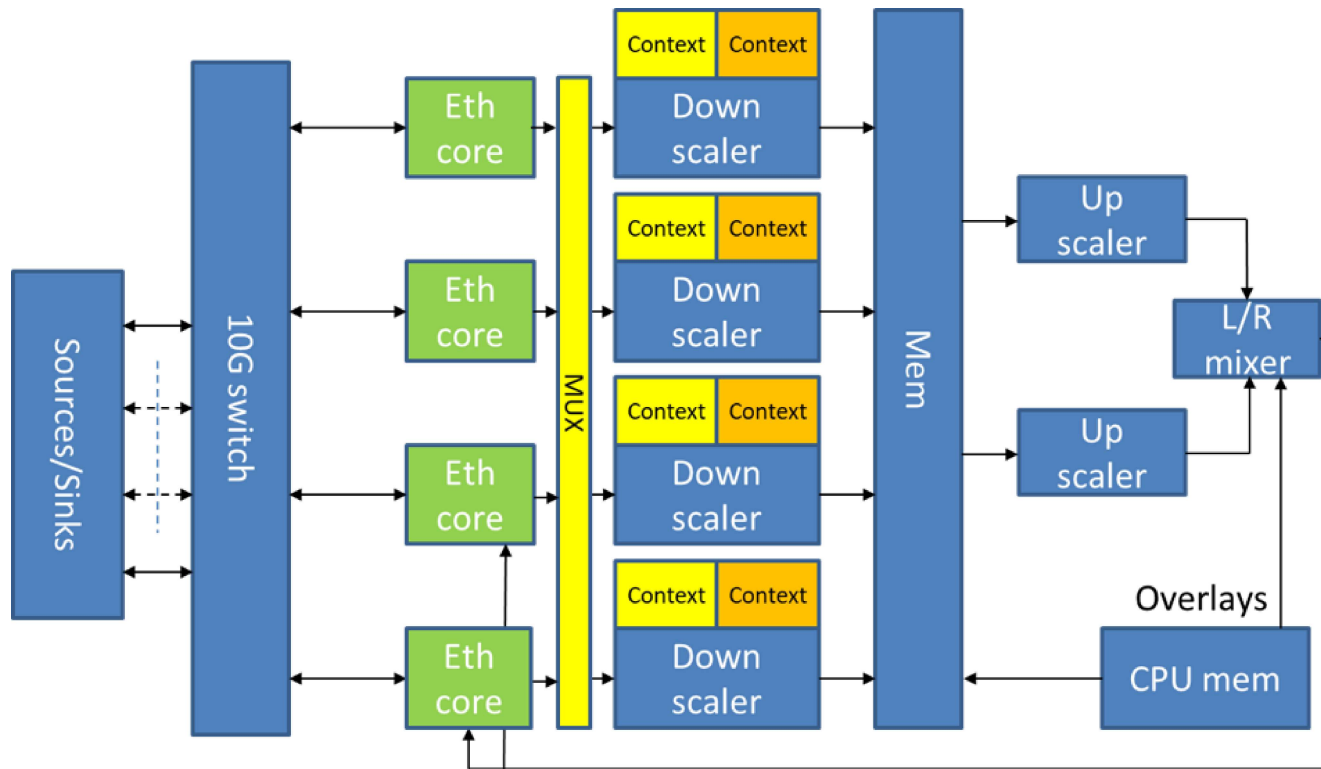 Sources/Sinks
10G switch
Eth
core
Eth
core
Eth
core
Eth
core
MUX
Context
Context
Down
scaler
Context
Context
Down
scaler
Context
Context
Down
scaler
Context
Context
Down
scaler
Mem
Up
scaler
Up
scaler
L/R
mixer
Overlays
CPU mem